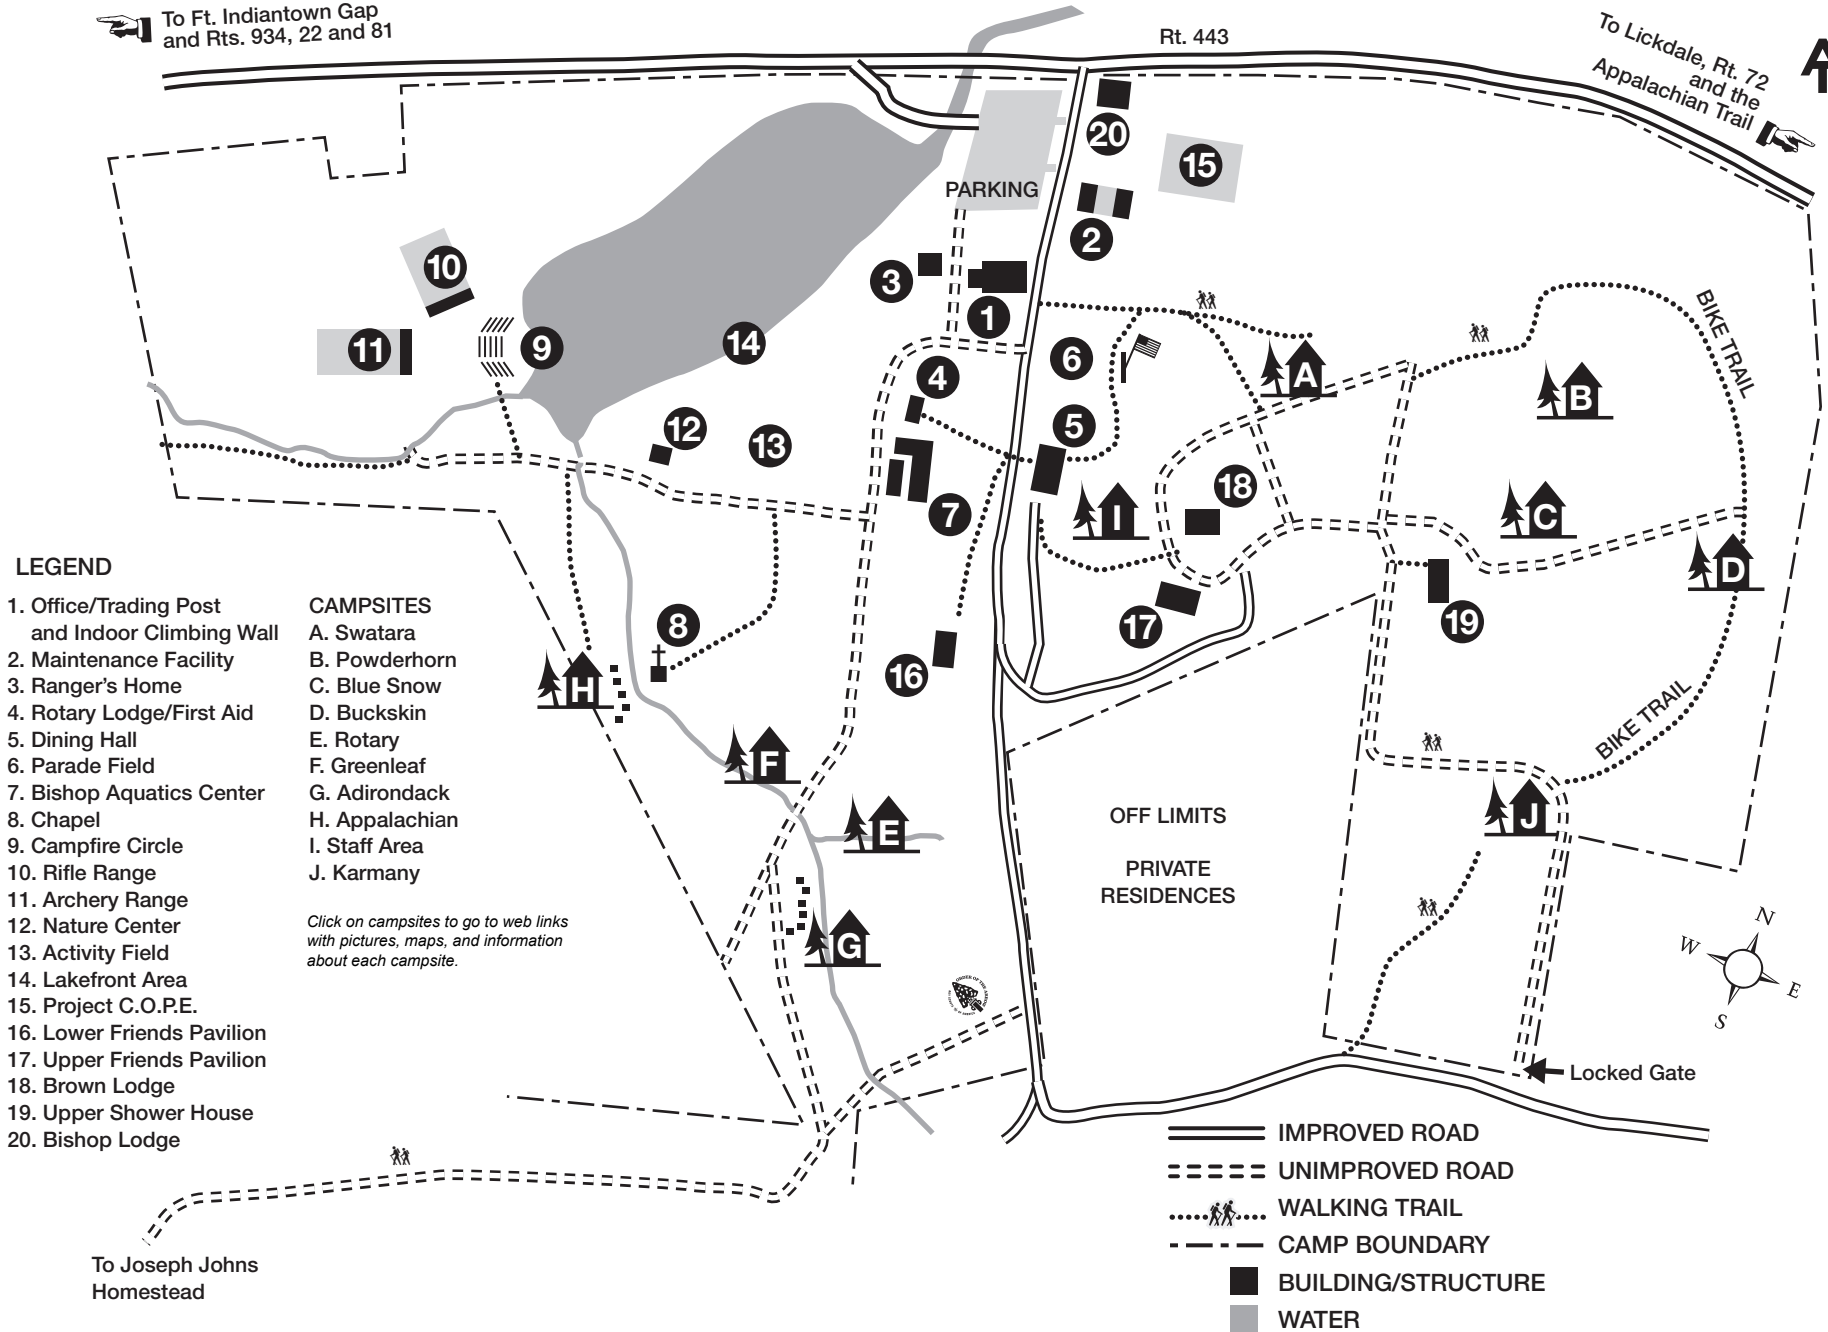 To Ft. Indiantown Gap
and Rts. 934, 22 and 81
Rt. 443
To Lickdale, Rt. 72
and the
Appalachian Trail
A
T
20
15
PARKING
2
10
3
1
11
9
14
6
4
A
B
BIKE TRAIL
5
12
13
7
I
18
C
D
8
17
19
16
H
F
BIKE TRAIL
E
J
G
OFF LIMITS
PRIVATE
RESIDENCES
LEGEND
1. Office/Trading Post
and Indoor Climbing Wall
2. Maintenance Facility
3. Ranger's Home
4. Rotary Lodge/First Aid
5. Dining Hall
6. Parade Field
7. Bishop Aquatics Center
8. Chapel
9. Campfire Circle
10. Rifle Range
11. Archery Range
12. Nature Center
13. Activity Field
14. Lakefront Area
15. Project C.O.P.E.
16. Lower Friends Pavilion
17. Upper Friends Pavilion
18. Brown Lodge
19. Upper Shower House
20. Bishop Lodge
CAMPSITES
A. Swatara
B. Powderhorn
C. Blue Snow
D. Buckskin
E. Rotary
F. Greenleaf
G. Adirondack
H. Appalachian
I. Staff Area
J. Karmany
Click on campsites to go to web links
with pictures, maps, and information
about each campsite.
N
W
E
S
ORDER OF THE ARROW
Locked Gate
IMPROVED ROAD
UNIMPROVED ROAD
WALKING TRAIL
CAMP BOUNDARY
BUILDING/STRUCTURE
WATER
To Joseph Johns
Homestead